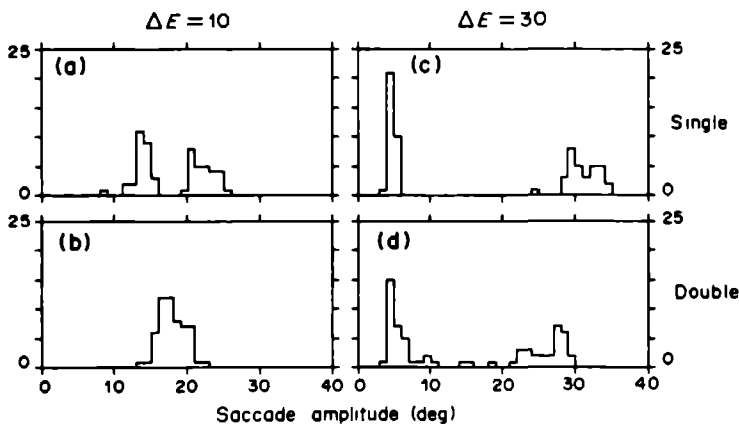 ΔE = 10 ΔE = 30
25 25
(a) (c)
Single
0 0
25 25
(b) (d)
Double
0 0
0 10 20 30 40 0 10 20 30 40
Saccade amplitude (deg)